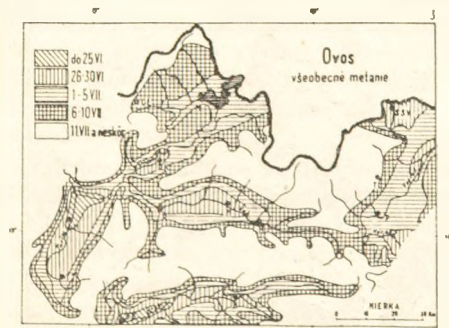 3
Ovos
všeobecné metanie
do 25 VI.
26-30 VI.
1-5 VII.
6-10 VII
11. VII. a neskôr
MIERKA